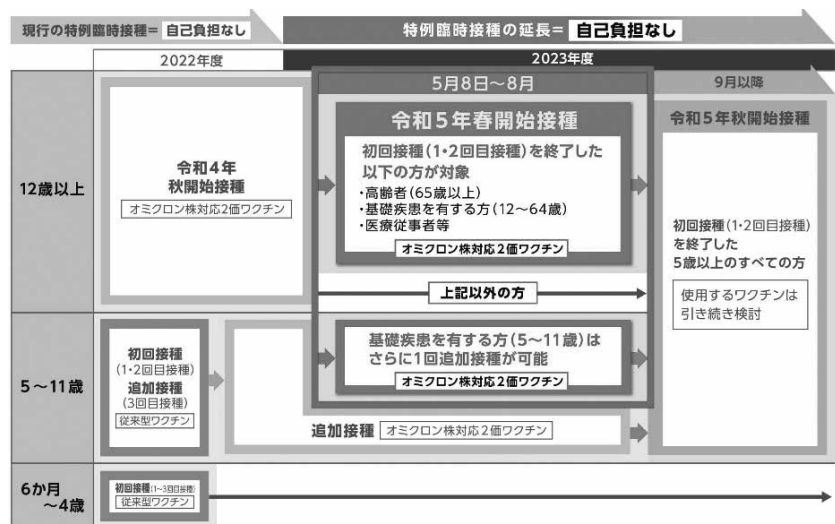 現行の特例臨時接種= 自己負担なし
特例臨時接種の延長= 自己負担なし
2022年度
2023年度
5月8日～8月
9月以降
12歳以上
令和4年
秋開始接種
オミクロン株対応2価ワクチン
令和5年春開始接種
初回接種(1・2回目接種)を終了した
以下の方が対象
・高齢者(65歳以上)
・基礎疾患を有する方(12～64歳)
・医療従事者等
オミクロン株対応2価ワクチン
上記以外の方
令和5年秋開始接種
初回接種(1・2回目接種)
を終了した
5歳以上のすべての方
使用するワクチンは
引き続き検討
5～11歳
初回接種
(1・2回目接種)
追加接種
(3回目接種)
従来型ワクチン
基礎疾患を有する方(5～11歳)は
さらに1回追加接種が可能
オミクロン株対応2価ワクチン
追加接種 オミクロン株対応2価ワクチン
6か月
～4歳
初回接種(1～3回目接種)
従来型ワクチン